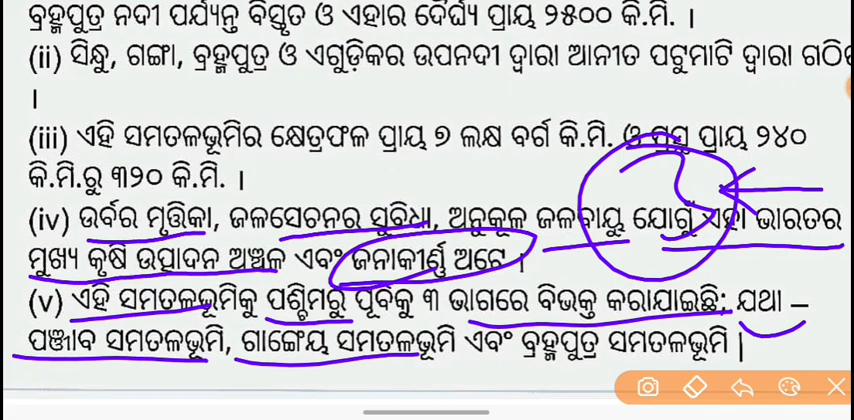 ବ୍ରହ୍ମପୁତ୍ର ନଦୀ ପର୍ଯ୍ୟନ୍ତ ବିସ୍ତୃତ ଓ ଏହାର ଦୈର୍ଘ୍ୟ ପ୍ରାୟ ୨୫୦୦ କି.ମି. ।
(ii) ସିନ୍ଧୁ, ଗଙ୍ଗା, ବ୍ରହ୍ମପୁତ୍ର ଓ ଏଗୁଡ଼ିକର ଉପନଦୀ ଦ୍ୱାରା ଆନୀତ ପଟୁମାଟି ଦ୍ୱାରା ଗଠିତ
।
(iii) ଏହି ସମତଳଭୂମିର କ୍ଷେତ୍ରଫଳ ପ୍ରାୟ ୭ ଲକ୍ଷ ବର୍ଗ କି.ମି. ଓ ପ୍ରସ୍ଥ ପ୍ରାୟ ୨୪୦
କି.ମି.ରୁ ୩୨୦ କି.ମି. ।
(iv) ଉର୍ବର ମୃତ୍ତିକା, ଜଳସେଚନର ସୁବିଧା, ଅନୁକୂଳ ଜଳବାୟୁ ଯୋଗୁଁ ଏହା ଭାରତର
ମୁଖ୍ୟ କୃଷି ଉତ୍ପାଦନ ଅଞ୍ଚଳ ଏବଂ ଜନାକୀର୍ଣ୍ଣ ଅଟେ ।
(v) ଏହି ସମତଳଭୂମିକୁ ପଶ୍ଚିମରୁ ପୂର୍ବକୁ ୩ ଭାଗରେ ବିଭକ୍ତ କରାଯାଇଛି; ଯଥା –
ପଞ୍ଜାବ ସମତଳଭୂମି, ଗାଙ୍ଗେୟ ସମତଳଭୂମି ଏବଂ ବ୍ରହ୍ମପୁତ୍ର ସମତଳଭୂମି |